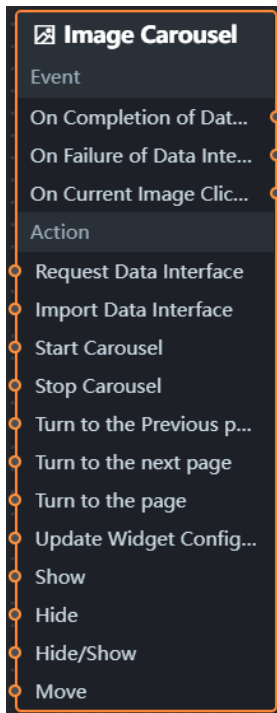 Image Carousel
Event
On Completion of Dat...
On Failure of Data Inte...
On Current Image Clic...
Action
Request Data Interface
Import Data Interface
Start Carousel
Stop Carousel
Turn to the Previous p...
Turn to the next page
Turn to the page
Update Widget Config...
Show
Hide
Hide/Show
Move